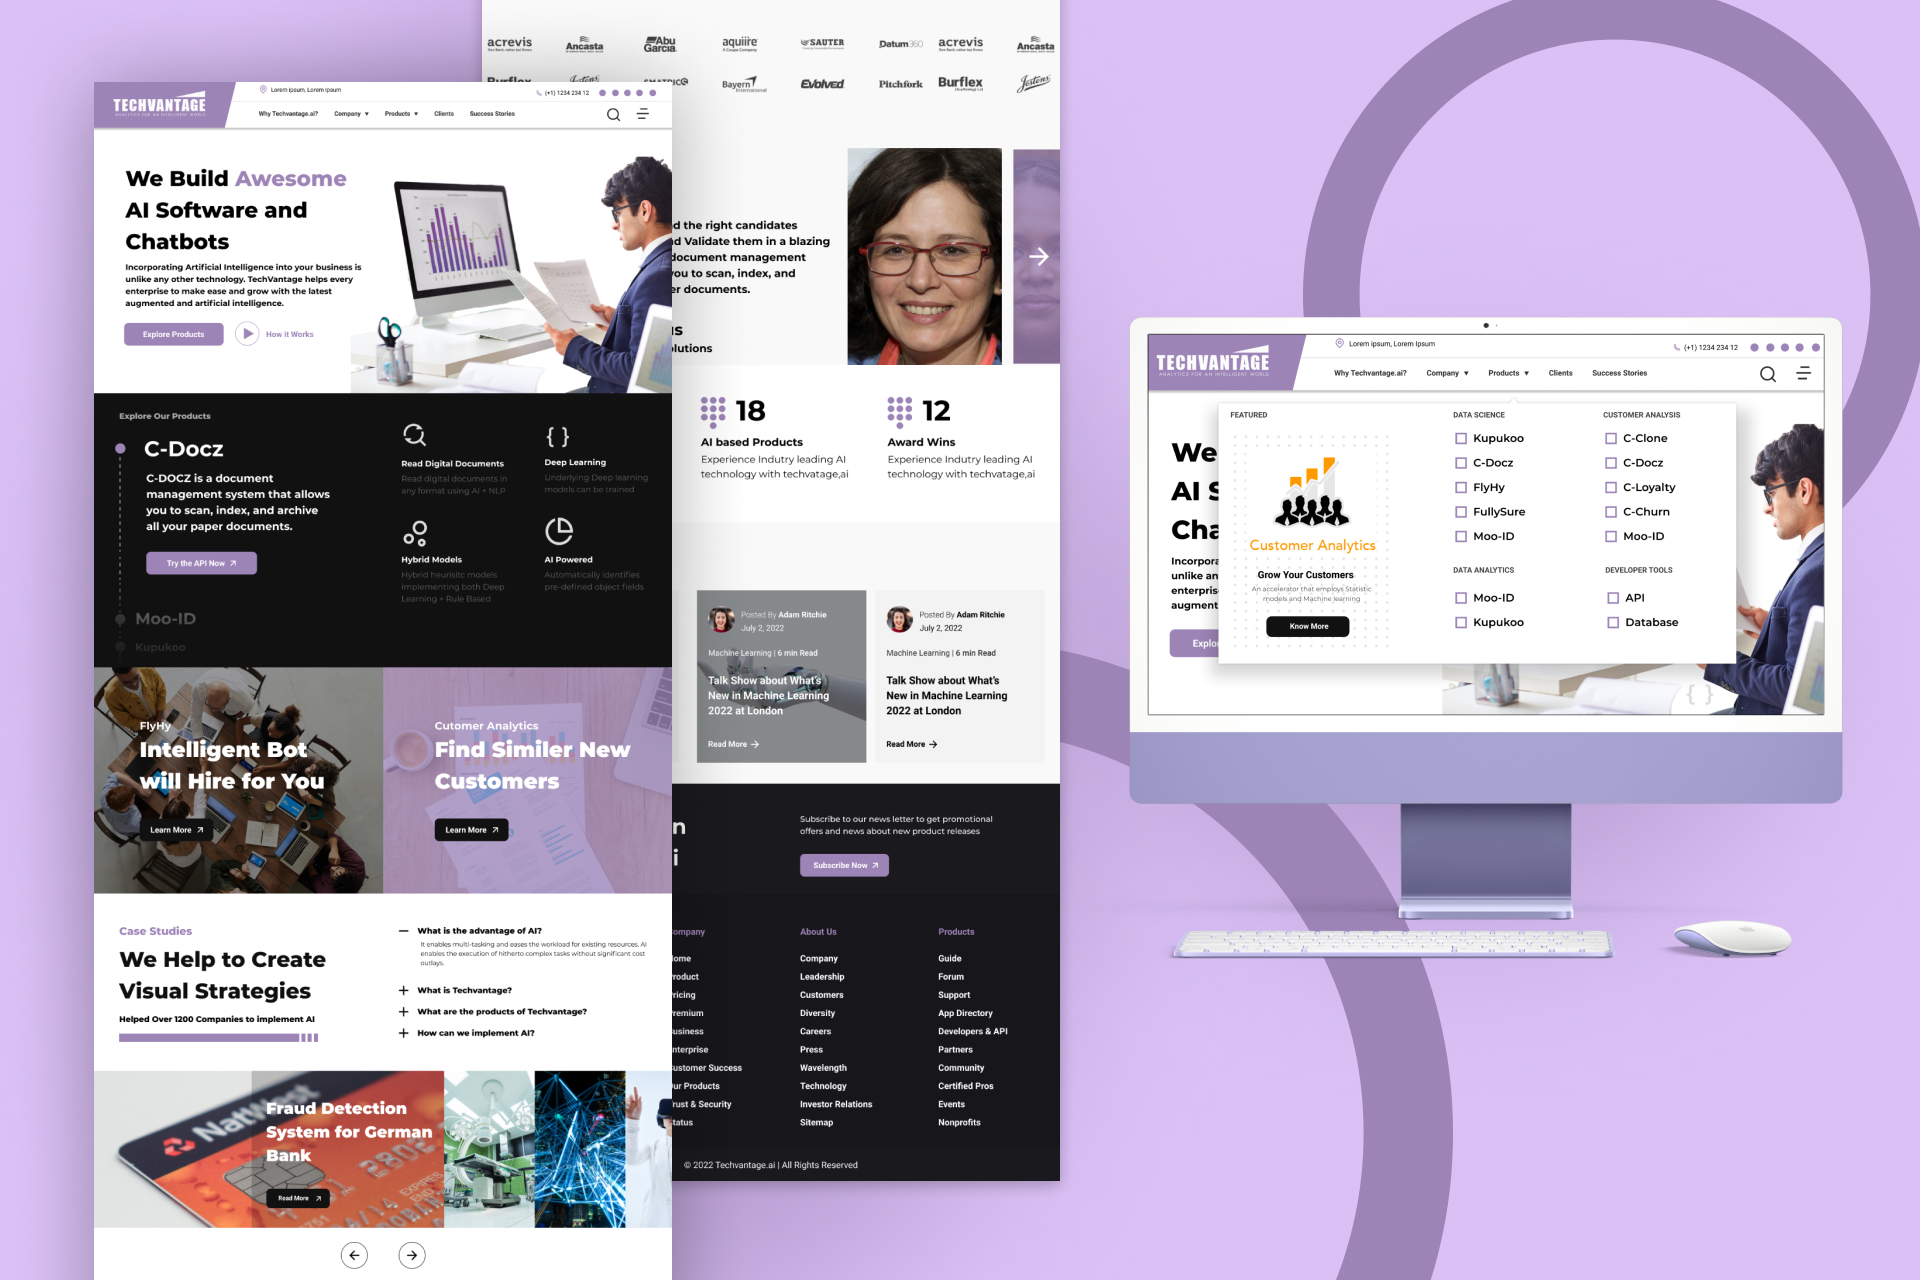 TECHVANTAGE
ANALYTICS FOR AN INTELLIGENT WORLD
Lorem ipsum, Lorem Ipsum
(+1) 1234 234 12
Why Techvantage.ai?
Company
Products
Clients
Success Stories
We Build Awesome
AI Software and
Chatbots
Incorporating Artificial Intelligence into your business is
unlike any other technology. TechVantage helps every
enterprise to make ease and grow with the latest
augmented and artificial intelligence.
Explore Products
How it Works
Explore Our Products
C-Docz
C-DOCZ is a document
management system that allows
you to scan, index, and archive
all your paper documents.
Try the API Now
Moo-ID
Kupukoo
Read Digital Documents
Read digital documents in
any format using AI + NLP
Deep Learning
Underlying Deep learning
models can be trained
Hybrid Models
Hybrid heurisitc models
implementing both Deep
Learning + Rule Based
AI Powered
Automatically identifies
pre-defined object fields
FlyHy
Intelligent Bot
will Hire for You
Learn More
Cutomer Analytics
Find Similer New
Customers
Learn More
Case Studies
We Help to Create
Visual Strategies
Helped Over 1200 Companies to implement AI
What is the advantage of AI?
It enables multi-tasking and eases the workload for existing resources. AI
enables the execution of hitherto complex tasks without significant cost
outlays.
What is Techvantage?
What are the products of Techvantage?
How can we implement AI?
NatWest
Fraud Detection
System for German
Bank
Read More
acrevis
Ancasta
Abu
Garcia
aquiire
SAUTER
Datum360
acrevis
Ancasta
Burflex
Jostens
SMATRICS
Bayern
International
Evolved
Pitchfork
Burflex
Jostens
d the right candidates
nd Validate them in a blazing
document management
you to scan, index, and
er documents.
us
olutions
18
AI based Products
Experience Indutry leading AI
technology with techvatage,ai
12
Award Wins
Experience Indutry leading AI
technology with techvatage,ai
Posted By Adam Ritchie
July 2, 2022
Machine Learning | 6 min Read
Talk Show about What's
New in Machine Learning
2022 at London
Read More
Posted By Adam Ritchie
July 2, 2022
Machine Learning | 6 min Read
Talk Show about What's
New in Machine Learning
2022 at London
Read More
n
i
Subscribe to our news letter to get promotional
offers and news about new product releases
Subscribe Now
ompany
ome
roduct
ricing
remium
usiness
nterprise
ustomer Success
ur Products
rust & Security
tatus
About Us
Company
Leadership
Customers
Diversity
Careers
Press
Wavelength
Technology
Investor Relations
Sitemap
Products
Guide
Forum
Support
App Directory
Developers & API
Partners
Community
Certified Pros
Events
Nonprofits
© 2022 Techvantage.ai | All Rights Reserved
TECHVANTAGE
ANALYTICS FOR AN INTELLIGENT WORLD
Lorem ipsum, Lorem Ipsum
(+1) 1234 234 12
Why Techvantage.ai?
Company
Products
Clients
Success Stories
We
AI S
Cha
Incorpora
unlike an
enterpris
augment
Explo
FEATURED
Customer Analytics
Grow Your Customers
An accelerator that employs Statistic
models and Machine learning
Know More
DATA SCIENCE
Kupukoo
C-Docz
FlyHy
FullySure
Moo-ID
CUSTOMER ANALYSIS
C-Clone
C-Docz
C-Loyalty
C-Churn
Moo-ID
DATA ANALYTICS
Moo-ID
Kupukoo
DEVELOPER TOOLS
API
Database